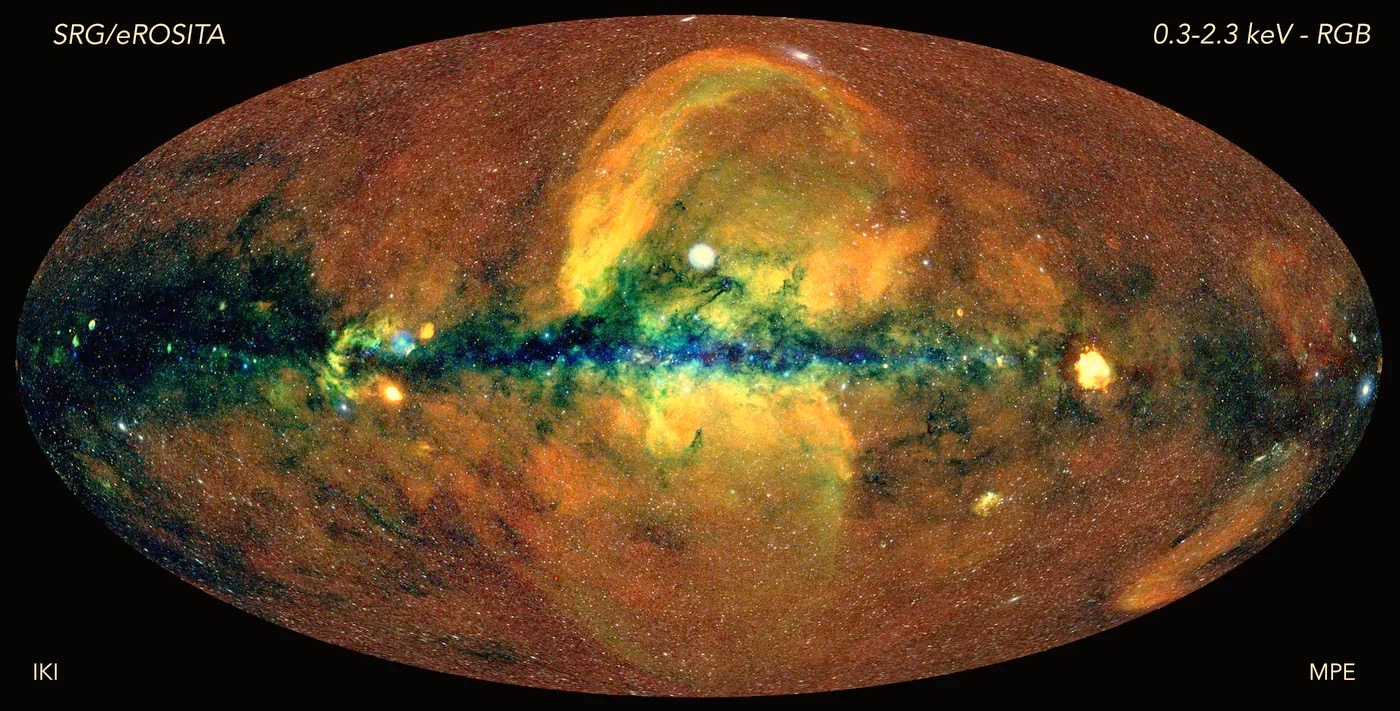 SRG/eROSITA
0.3-2.3 keV - RGB
IKI
MPE